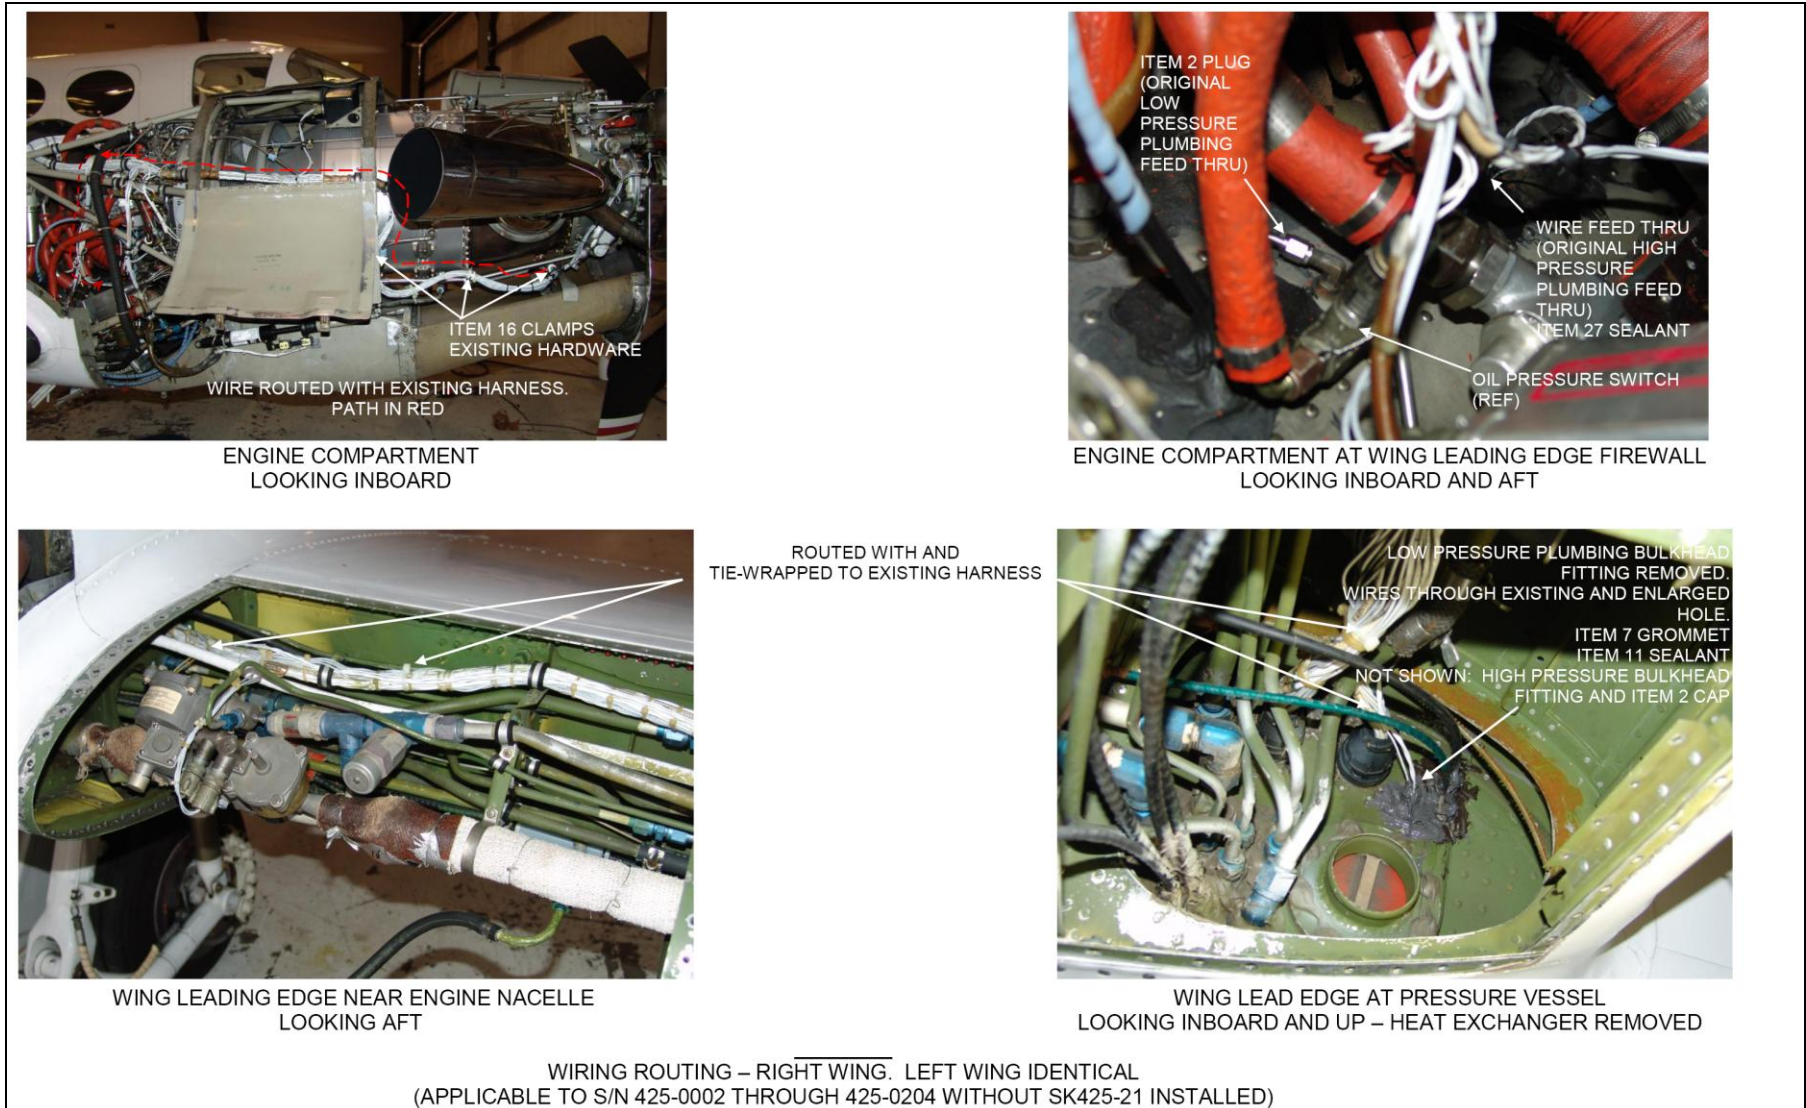 ITEM 2 PLUG
(ORIGINAL
LOW
PRESSURE
PLUMBING
FEED THRU)
WIRE FEED THRU
(ORIGINAL HIGH
PRESSURE
PLUMBING FEED
THRU)
ITEM 27 SEALANT
OIL PRESSURE SWITCH
(REF)
ITEM 16 CLAMPS
EXISTING HARDWARE
WIRE ROUTED WITH EXISTING HARNESS.
PATH IN RED
ENGINE COMPARTMENT
LOOKING INBOARD
ENGINE COMPARTMENT AT WING LEADING EDGE FIREWALL
LOOKING INBOARD AND AFT
ROUTED WITH AND
TIE-WRAPPED TO EXISTING HARNESS
LOW PRESSURE PLUMBING BULKHEAD
FITTING REMOVED.
WIRES THROUGH EXISTING AND ENLARGED
HOLE.
ITEM 7 GROMMET
ITEM 11 SEALANT
NOT SHOWN: HIGH PRESSURE BULKHEAD
FITTING AND ITEM 2 CAP
WING LEADING EDGE NEAR ENGINE NACELLE
LOOKING AFT
WING LEAD EDGE AT PRESSURE VESSEL
LOOKING INBOARD AND UP – HEAT EXCHANGER REMOVED
WIRING ROUTING – RIGHT WING. LEFT WING IDENTICAL
(APPLICABLE TO S/N 425-0002 THROUGH 425-0204 WITHOUT SK425-21 INSTALLED)